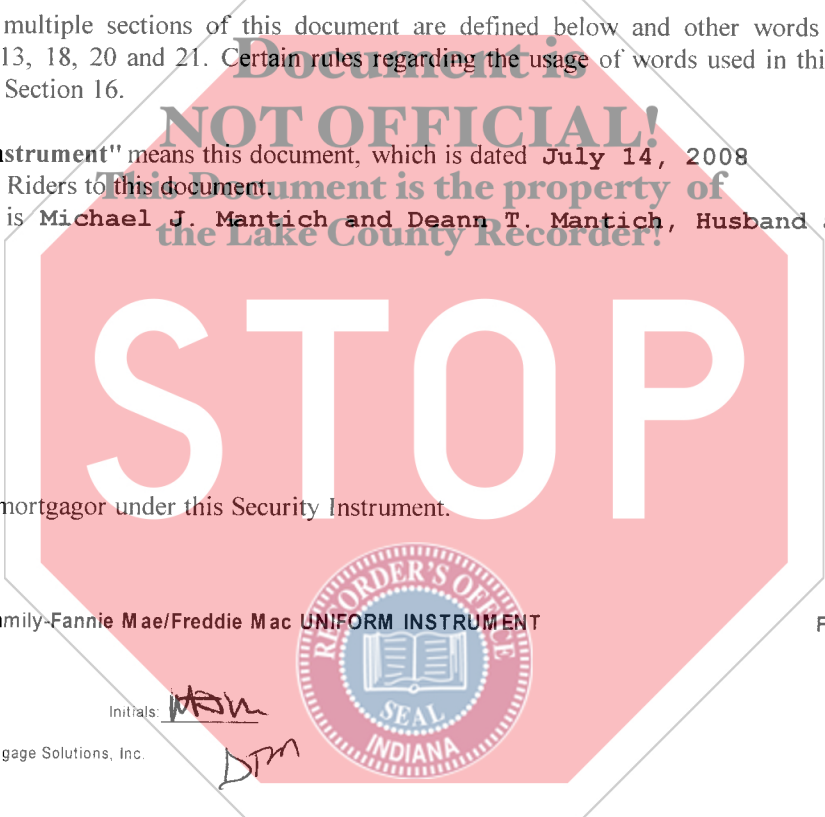 multiple sections of this document are defined below and other words
13, 18, 20 and 21. Certain rules regarding the usage of words used in thi
Section 16.
Document is
NOT OFFICIAL!
This Document is the property of
the Lake County Recorder!
nstrument" means this document, which is dated July 14, 2008
Riders to this document.
is Michael J. Mantich and Deann T. Mantich, Husband
STOP
mortgagor under this Security Instrument.
RECORDER'S OFFICE
SEAL
INDIANA
mily-Fannie Mae/Freddie Mac UNIFORM INSTRUMENT
F
Initials: MJM
gage Solutions, Inc.
DTM